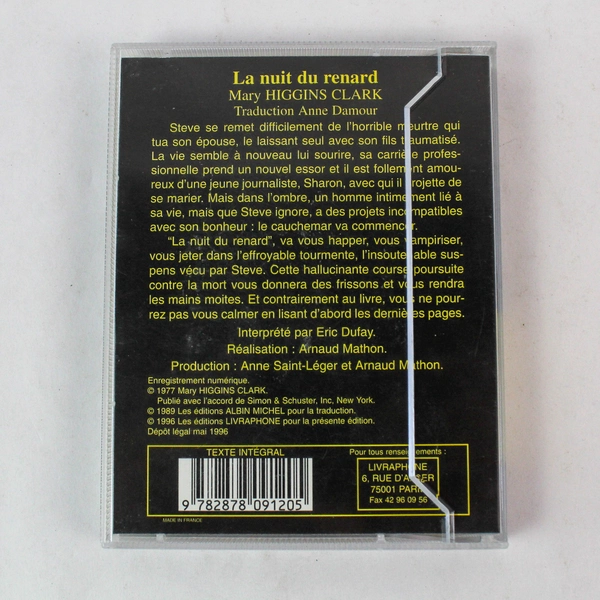 La nuit du renard
Mary HIGGINS CLARK
Traduction Anne Damour
Steve se remet difficilement de l'horrible meurtre qui
tua son épouse, le laissant seul avec son fils traumatisé.
La vie semble à nouveau lui sourire, sa carrière profes-
sionnelle prend un nouvel essor et il est follement amou-
reux d'une jeune journaliste, Sharon, avec qui il projette de
se marier. Mais dans l'ombre, un homme intimement lié à
sa vie, mais que Steve ignore, a des projets incompatibles
avec son bonheur : le cauchemar va commencer.
"La nuit du renard", va vous happer, vous vampiriser,
vous jeter dans l'effroyable tourmente, l'insoutenable sus-
pens vécu par Steve. Cette hallucinante course poursuite
contre la mort vous donnera des frissons et vous rendra
les mains moites. Et contrairement au livre, vous ne pour-
rez pas vous calmer en lisant d'abord les dernières pages.
Interprété par Eric Dufay.
Réalisation : Arnaud Mathon.
Production : Anne Saint-Léger et Arnaud Mathon.
Enregistrement numérique.
© 1977 Mary HIGGINS CLARK.
Publié avec l'accord de Simon & Schuster, Inc, New York.
© 1989 Les éditions ALBIN MICHEL pour la traduction.
© 1996 Les éditions LIVRAPHONE pour la présente édition.
Dépôt légal mai 1996
TEXTE INTÉGRAL
9 782878 091205
Pour tous renseignements :
LIVRAPHONE
6, RUE D'ALGER
75001 PARIS
Fax 42 96 09 56
MADE IN FRANCE